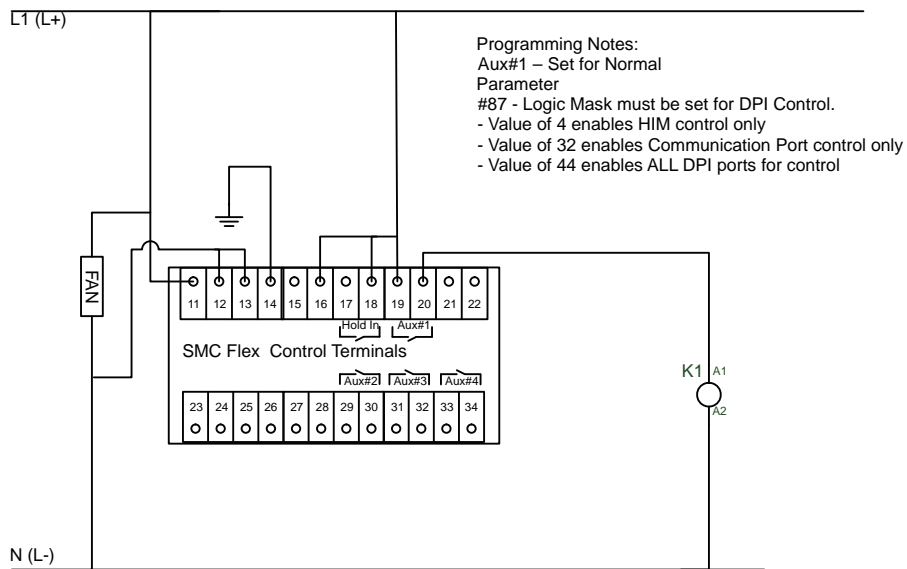 L1 (L+)
Programming Notes:
Aux#1 – Set for Normal
Parameter
#87 - Logic Mask must be set for DPI Control.
- Value of 4 enables HIM control only
- Value of 32 enables Communication Port control only
- Value of 44 enables ALL DPI ports for control
FAN
11 12 13 14 15 16 17 18 19 20 21 22
Hold In Aux#1
SMC Flex Control Terminals
K1 A1
Aux#2 Aux#3 Aux#4
23 24 25 26 27 28 29 30 31 32 33 34
A2
N (L-)